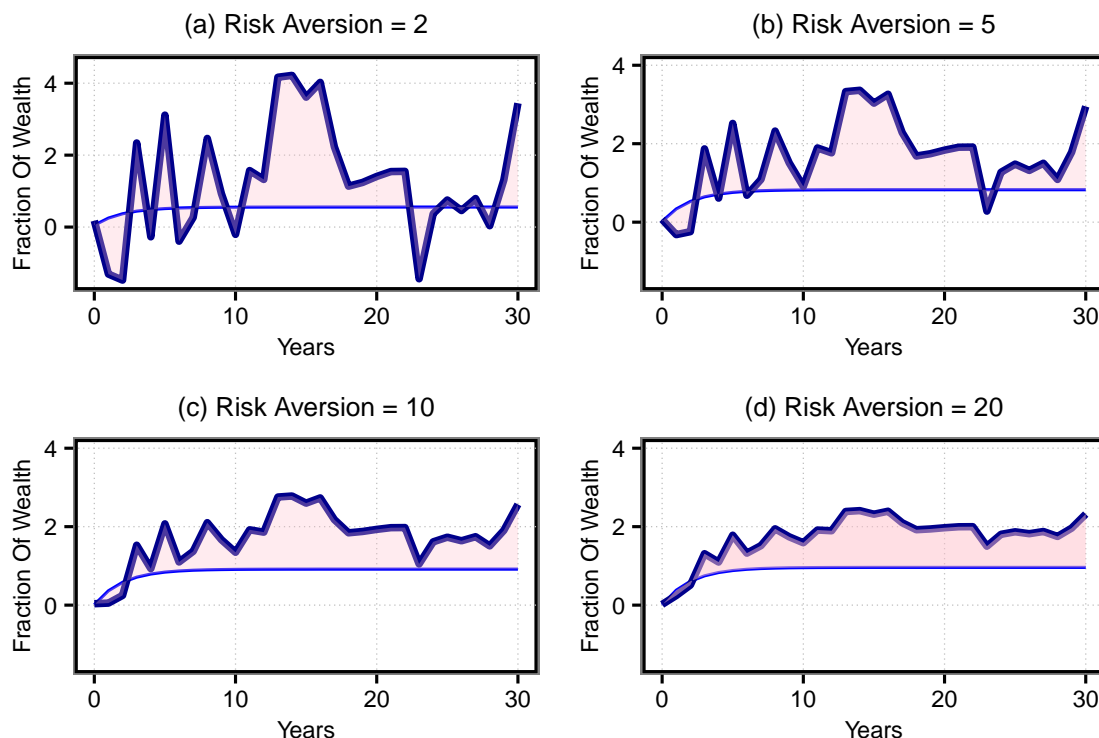 (a) Risk Aversion = 2
Fraction Of Wealth
4
2
0
0 10 20 30
Years
(b) Risk Aversion = 5
Fraction Of Wealth
4
2
0
0 10 20 30
Years
(c) Risk Aversion = 10
Fraction Of Wealth
4
2
0
0 10 20 30
Years
(d) Risk Aversion = 20
Fraction Of Wealth
4
2
0
0 10 20 30
Years